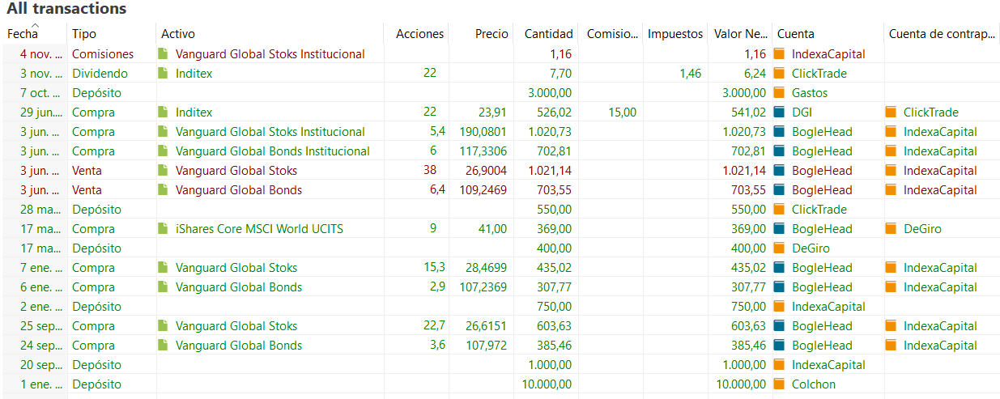 All transactions
Fecha Tipo Activo Acciones Precio Cantidad Comisio... Impuestos Valor Ne... Cuenta Cuenta de contrap...
4 nov. ... Comisiones Vanguard Global Stoks Institucional 1,16 1,16 IndexaCapital
3 nov. ... Dividendo Inditex 22 7,70 1,46 6,24 ClickTrade
7 oct. ... Depósito 3.000,00 3.000,00 Gastos
29 jun.... Compra Inditex 22 23,91 526,02 15,00 541,02 DGI ClickTrade
3 jun. ... Compra Vanguard Global Stoks Institucional 5,4 190,0801 1.020,73 1.020,73 BogleHead IndexaCapital
3 jun. ... Compra Vanguard Global Bonds Institucional 6 117,3306 702,81 702,81 BogleHead IndexaCapital
3 jun. ... Venta Vanguard Global Stoks 38 26,9004 1.021,14 1.021,14 BogleHead IndexaCapital
3 jun. ... Venta Vanguard Global Bonds 6,4 109,2469 703,55 703,55 BogleHead IndexaCapital
28 ma... Depósito 550,00 550,00 ClickTrade
17 ma... Compra iShares Core MSCI World UCITS 9 41,00 369,00 369,00 BogleHead DeGiro
17 ma... Depósito 400,00 400,00 DeGiro
7 ene. ... Compra Vanguard Global Stoks 15,3 28,4699 435,02 435,02 BogleHead IndexaCapital
6 ene. ... Compra Vanguard Global Bonds 2,9 107,2369 307,77 307,77 BogleHead IndexaCapital
2 ene. ... Depósito 750,00 750,00 IndexaCapital
25 sep... Compra Vanguard Global Stoks 22,7 26,6151 603,63 603,63 BogleHead IndexaCapital
24 sep... Compra Vanguard Global Bonds 3,6 107,972 385,46 385,46 BogleHead IndexaCapital
20 sep... Depósito 1.000,00 1.000,00 IndexaCapital
1 ene. ... Depósito 10.000,00 10.000,00 Colchon